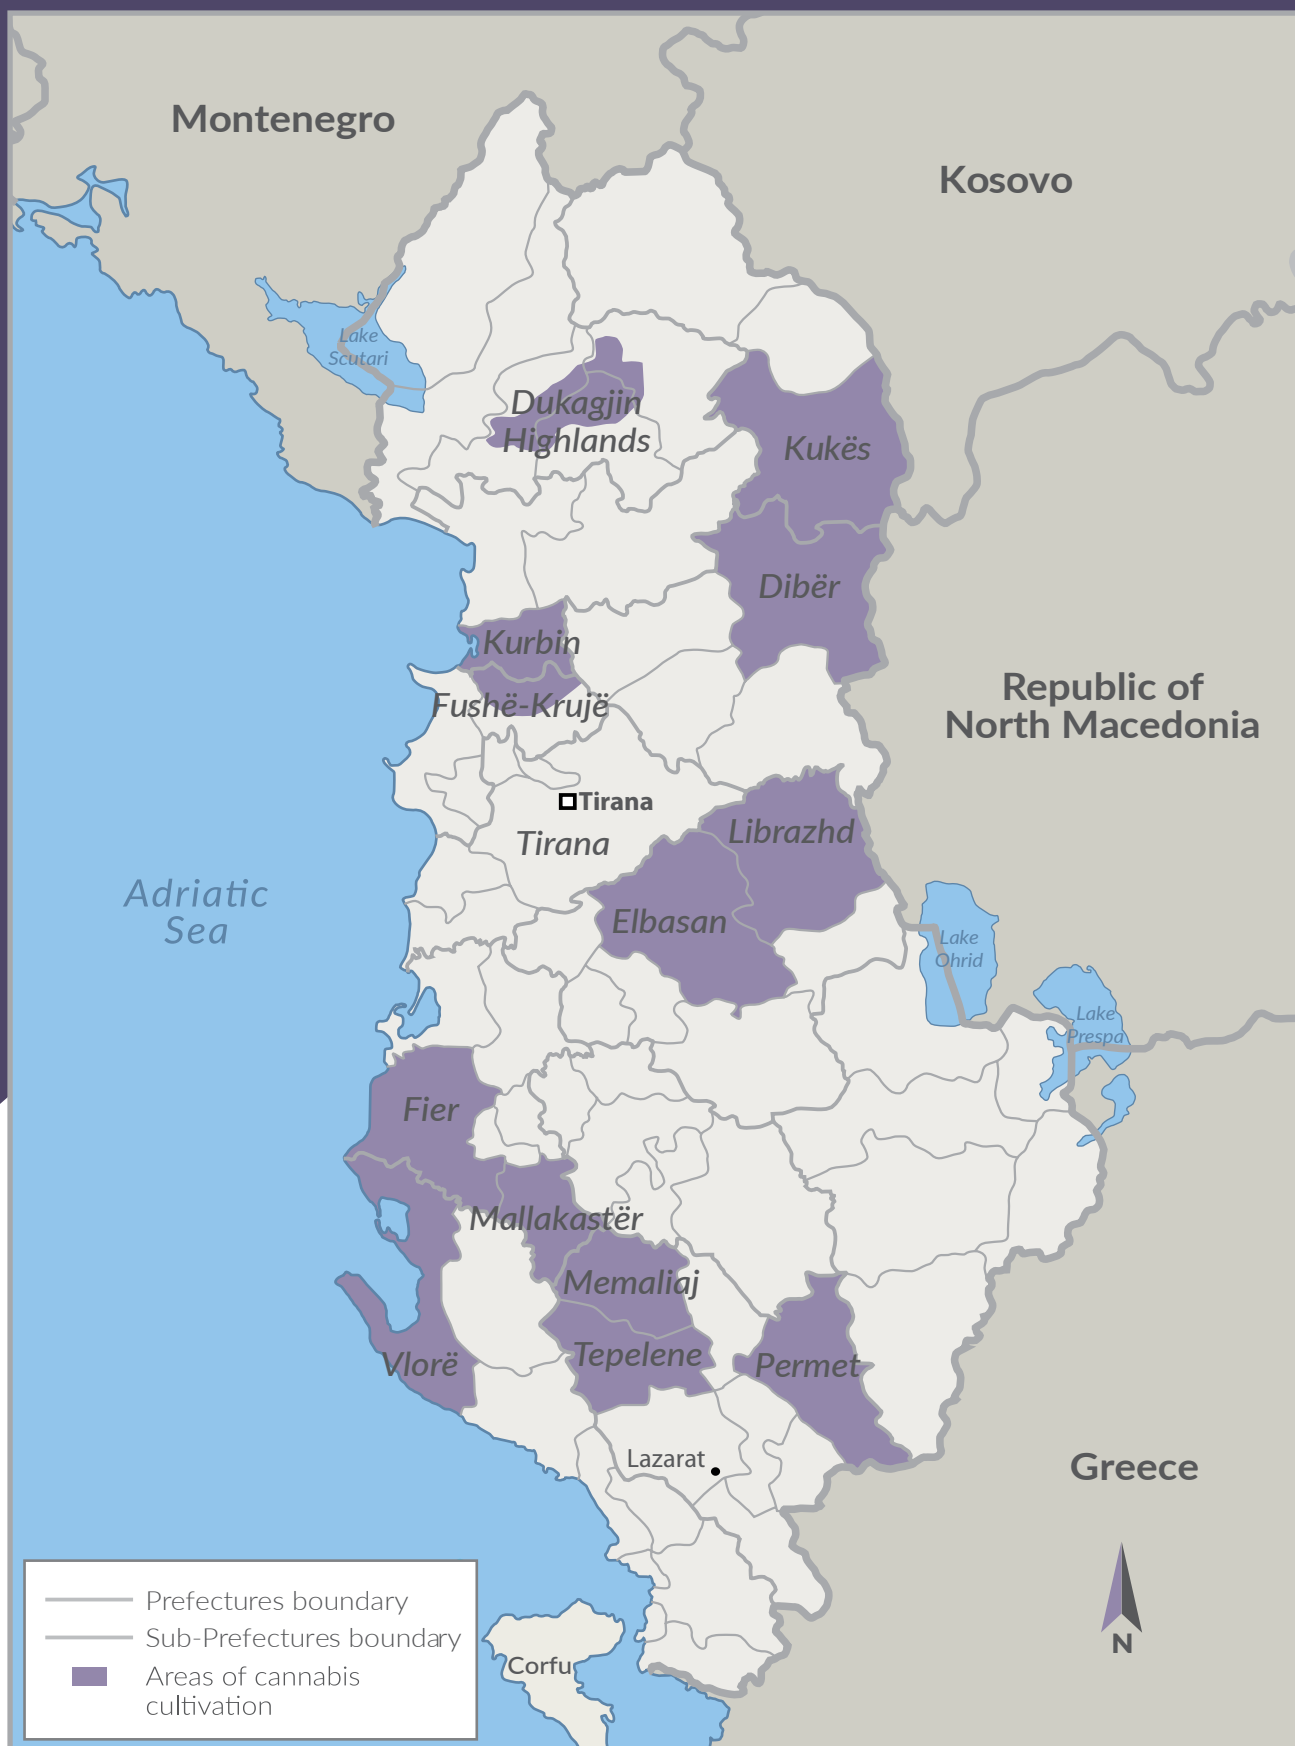 Montenegro
Kosovo
Lake
Scutari
Dukagjin
Highlands
Kukës
Dibër
Kurbin
Fushë-Krujë
Republic of
North Macedonia
Tirana
Tirana
Librazhd
Adriatic
Sea
Elbasan
Lake
Ohrid
Lake
Prespa
Fier
Mallakastër
Memaliaj
Tepelene
Vlorë
Permet
Lazarat
Greece
Prefectures boundary
Sub-Prefectures boundary
Areas of cannabis
cultivation
Corfu
N